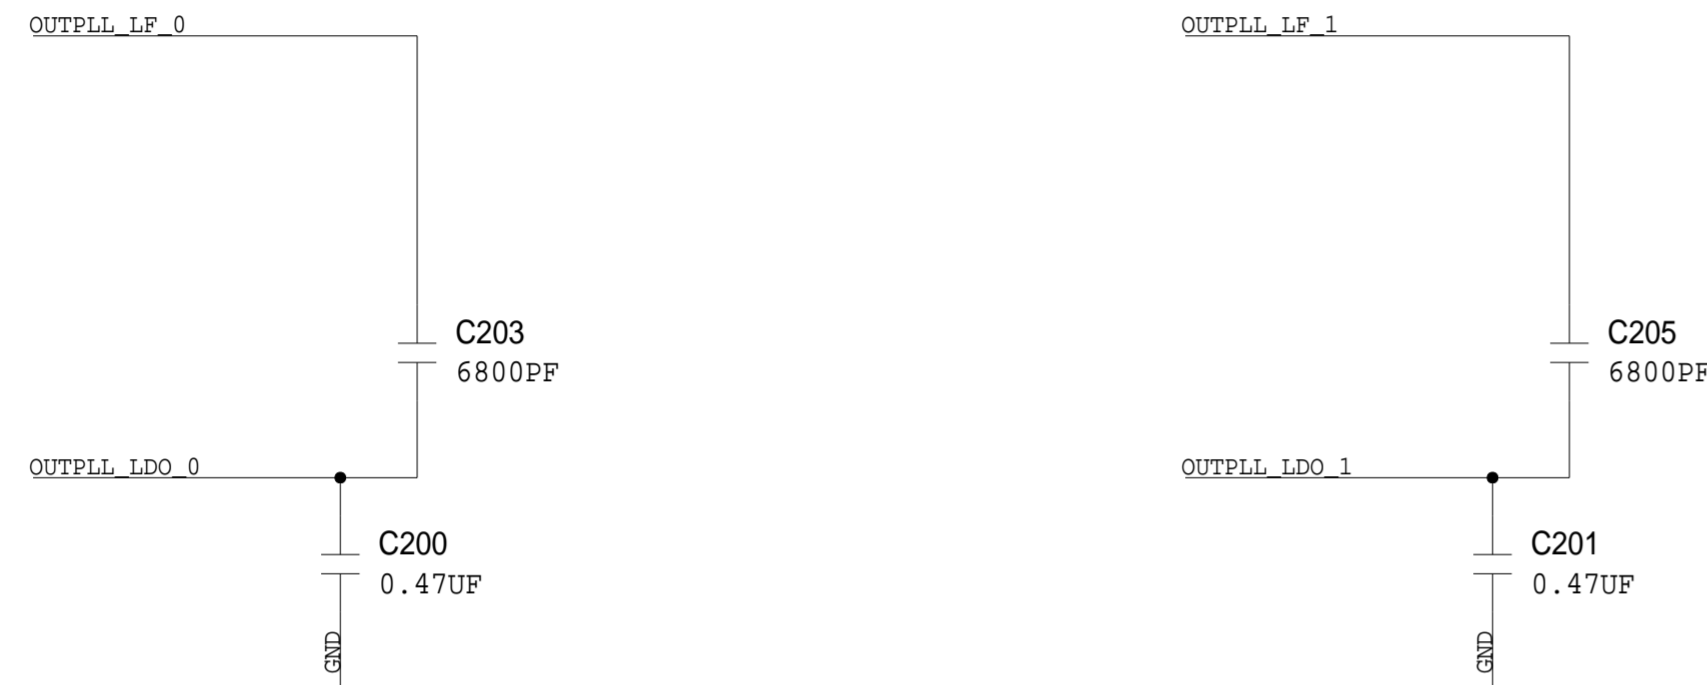 OUTPLL_LF_0
C203
6800PF
OUTPLL_LDO_0
C200
0.47UF
GND
OUTPLL_LF_1
C205
6800PF
OUTPLL_LDO_1
C201
0.47UF
GND